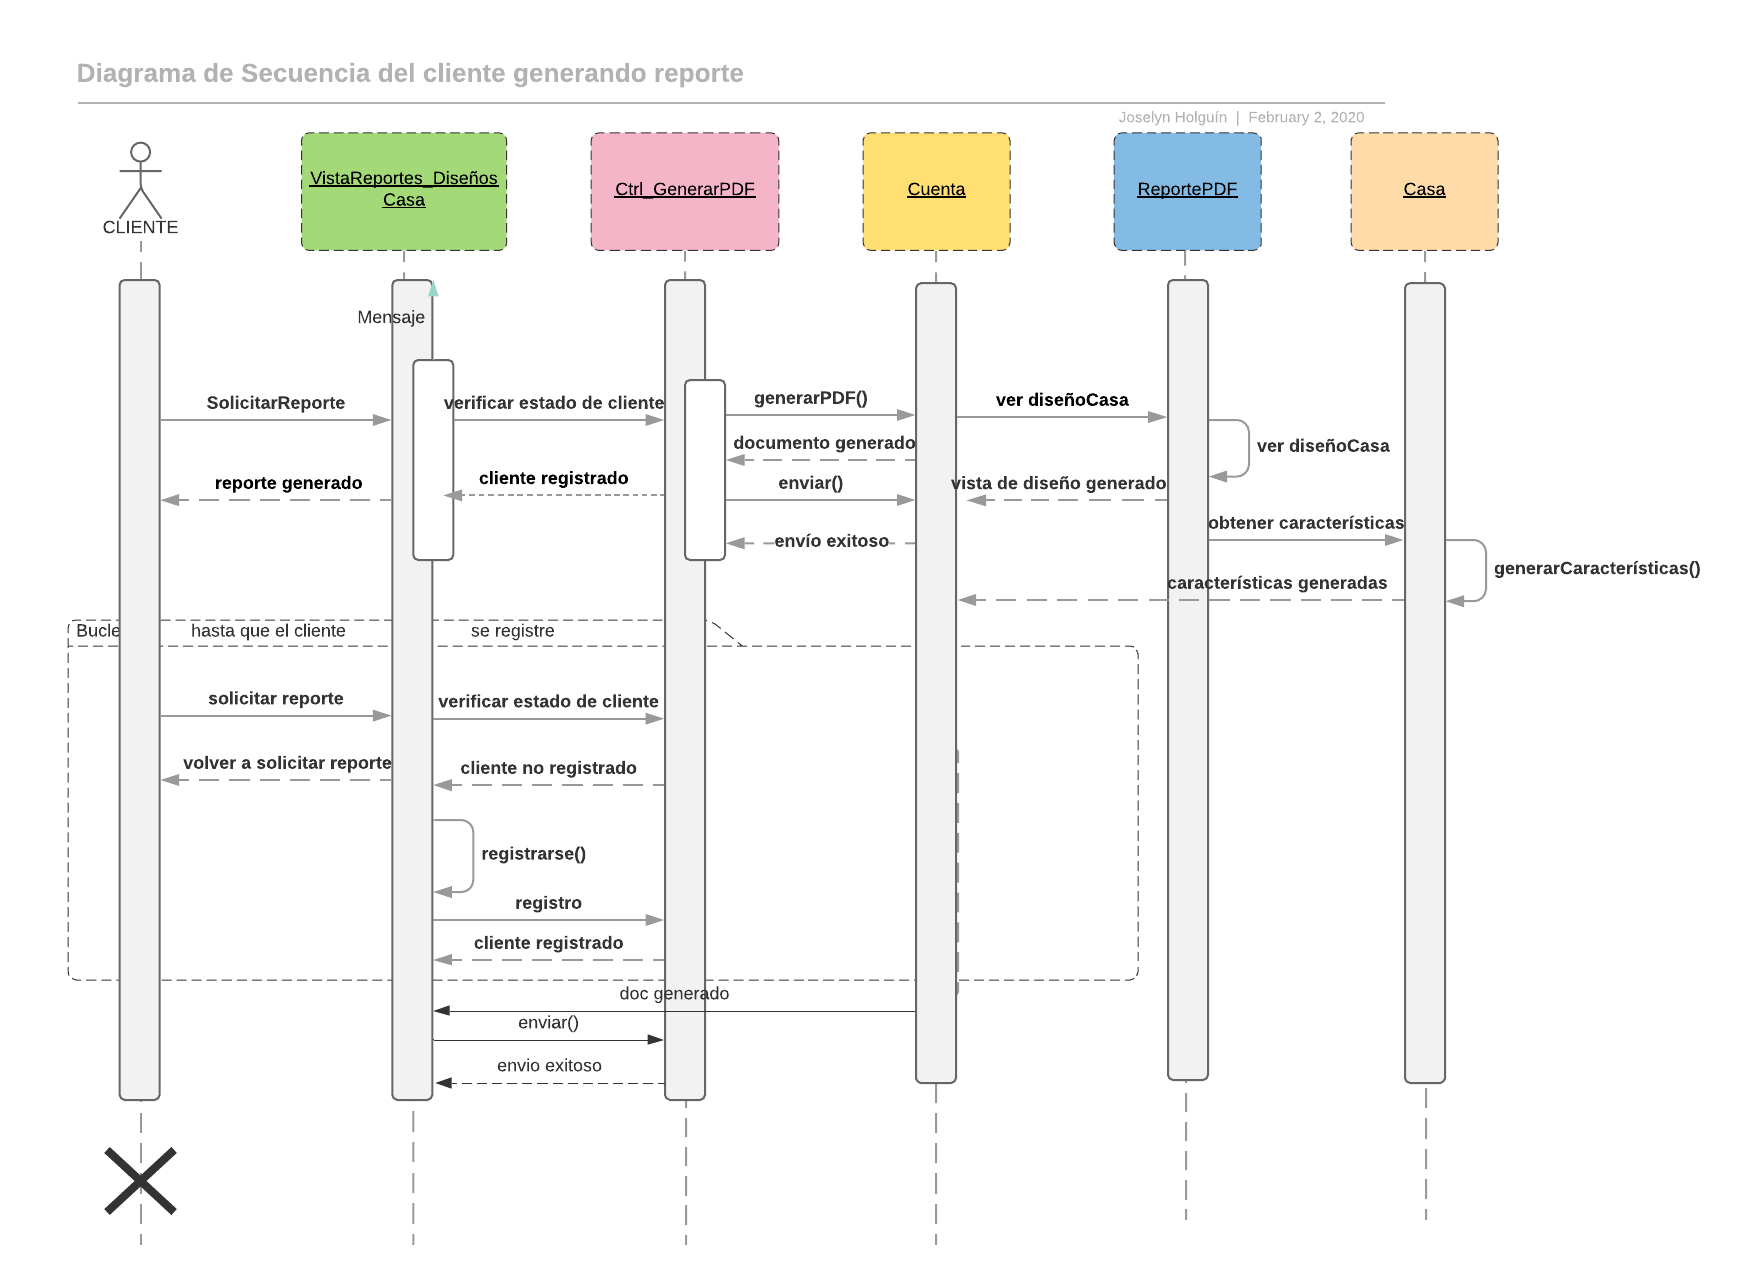 Diagrama de Secuencia del cliente generando reporte
Joselyn Holguín | February 2, 2020
CLIENTE
VistaReportes_Diseños
Casa
Ctrl_GenerarPDF
Cuenta
ReportePDF
Casa
Mensaje
SolicitarReporte
verificar estado de cliente
generarPDF()
ver diseñoCasa
documento generado
ver diseñoCasa
reporte generado
cliente registrado
enviar()
vista de diseño generado
obtener características
envío exitoso
generarCaracterísticas()
características generadas
Bucle hasta que el cliente se registre
solicitar reporte
verificar estado de cliente
volver a solicitar reporte
cliente no registrado
registrarse()
registro
cliente registrado
doc generado
enviar()
envio exitoso